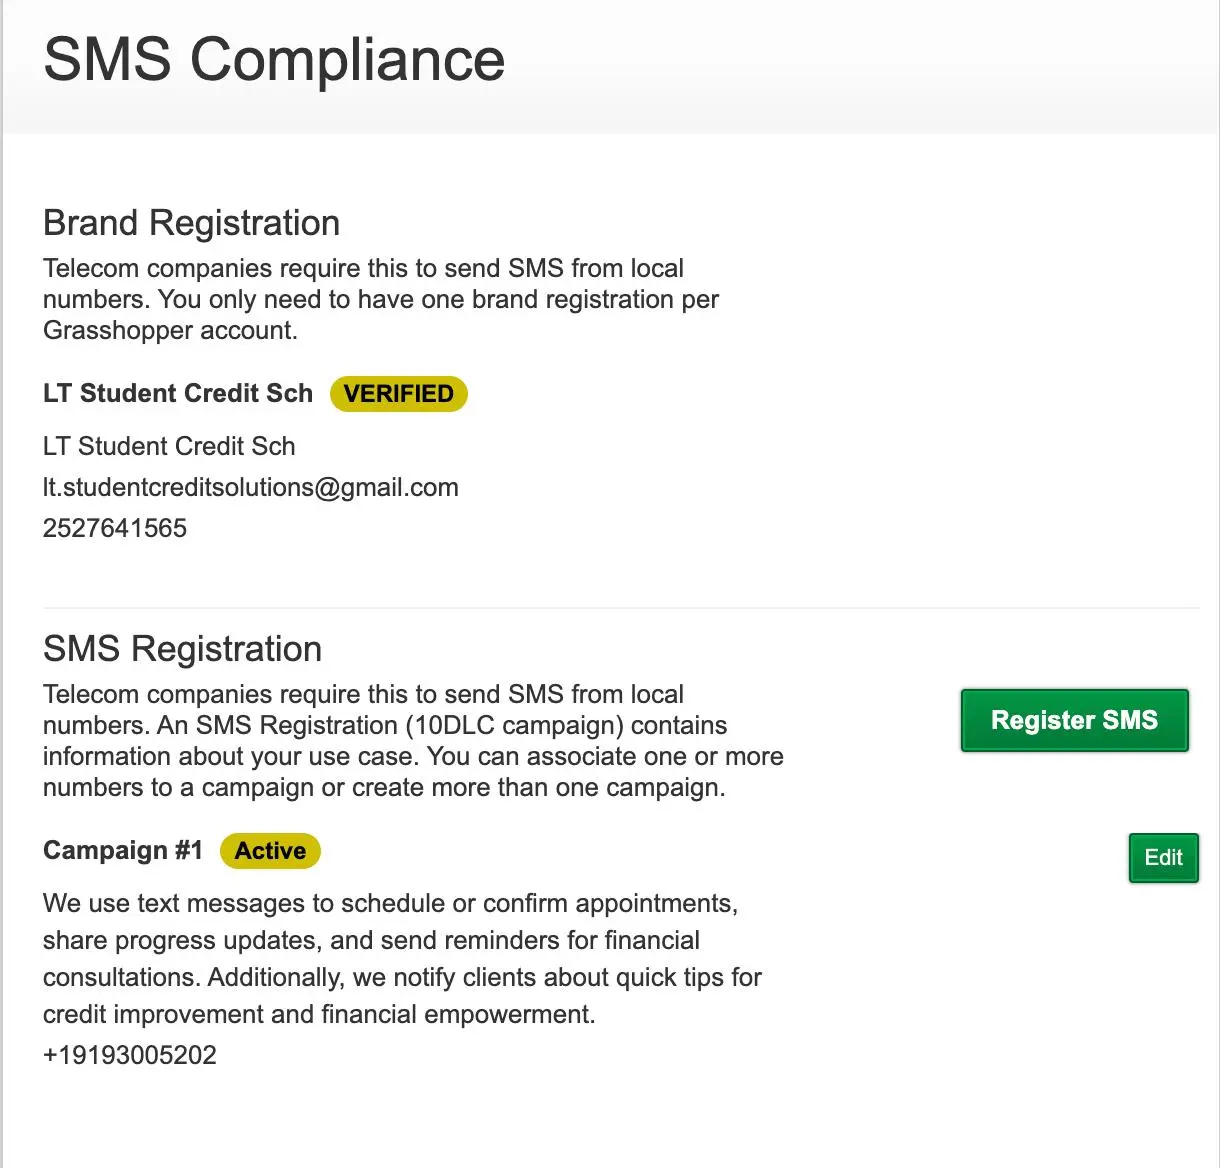 SMS Compliance
Brand Registration
Telecom companies require this to send SMS from local
numbers. You only need to have one brand registration per
Grasshopper account.
LT Student Credit Sch VERIFIED
LT Student Credit Sch
lt.studentcreditsolutions@gmail.com
2527641565
SMS Registration
Telecom companies require this to send SMS from local
numbers. An SMS Registration (10DLC campaign) contains
information about your use case. You can associate one or more
numbers to a campaign or create more than one campaign.
Register SMS
Campaign #1 Active
Edit
We use text messages to schedule or confirm appointments,
share progress updates, and send reminders for financial
consultations. Additionally, we notify clients about quick tips for
credit improvement and financial empowerment.
+19193005202